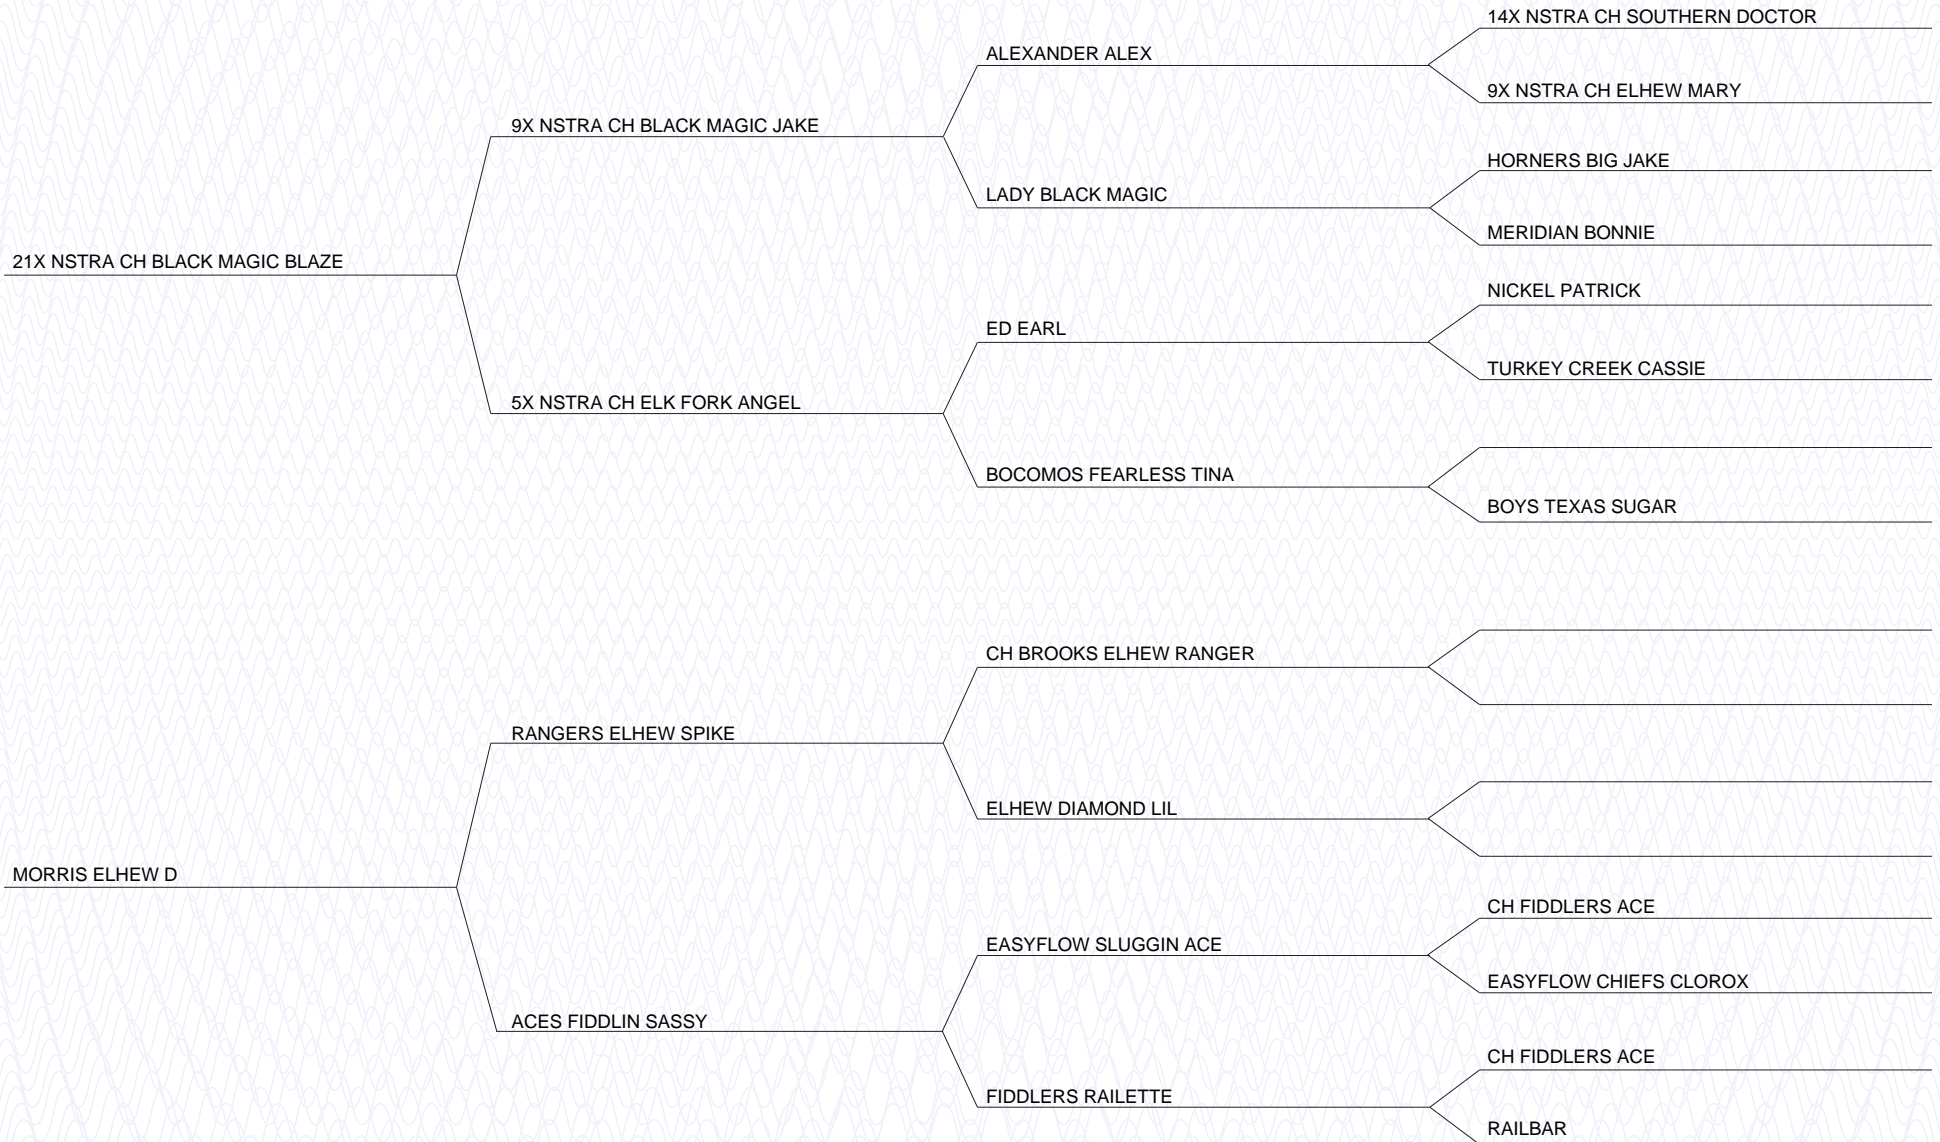 14X NSTRA CH SOUTHERN DOCTOR
ALEXANDER ALEX
9X NSTRA CH ELHEW MARY
9X NSTRA CH BLACK MAGIC JAKE
HORNERS BIG JAKE
LADY BLACK MAGIC
MERIDIAN BONNIE
21X NSTRA CH BLACK MAGIC BLAZE
NICKEL PATRICK
ED EARL
TURKEY CREEK CASSIE
5X NSTRA CH ELK FORK ANGEL
BOCOMOS FEARLESS TINA
BOYS TEXAS SUGAR
CH BROOKS ELHEW RANGER
RANGERS ELHEW SPIKE
ELHEW DIAMOND LIL
MORRIS ELHEW D
CH FIDDLERS ACE
EASYFLOW SLUGGIN ACE
EASYFLOW CHIEFS CLOROX
ACES FIDDLIN SASSY
CH FIDDLERS ACE
FIDDLERS RAILETTE
RAILBAR